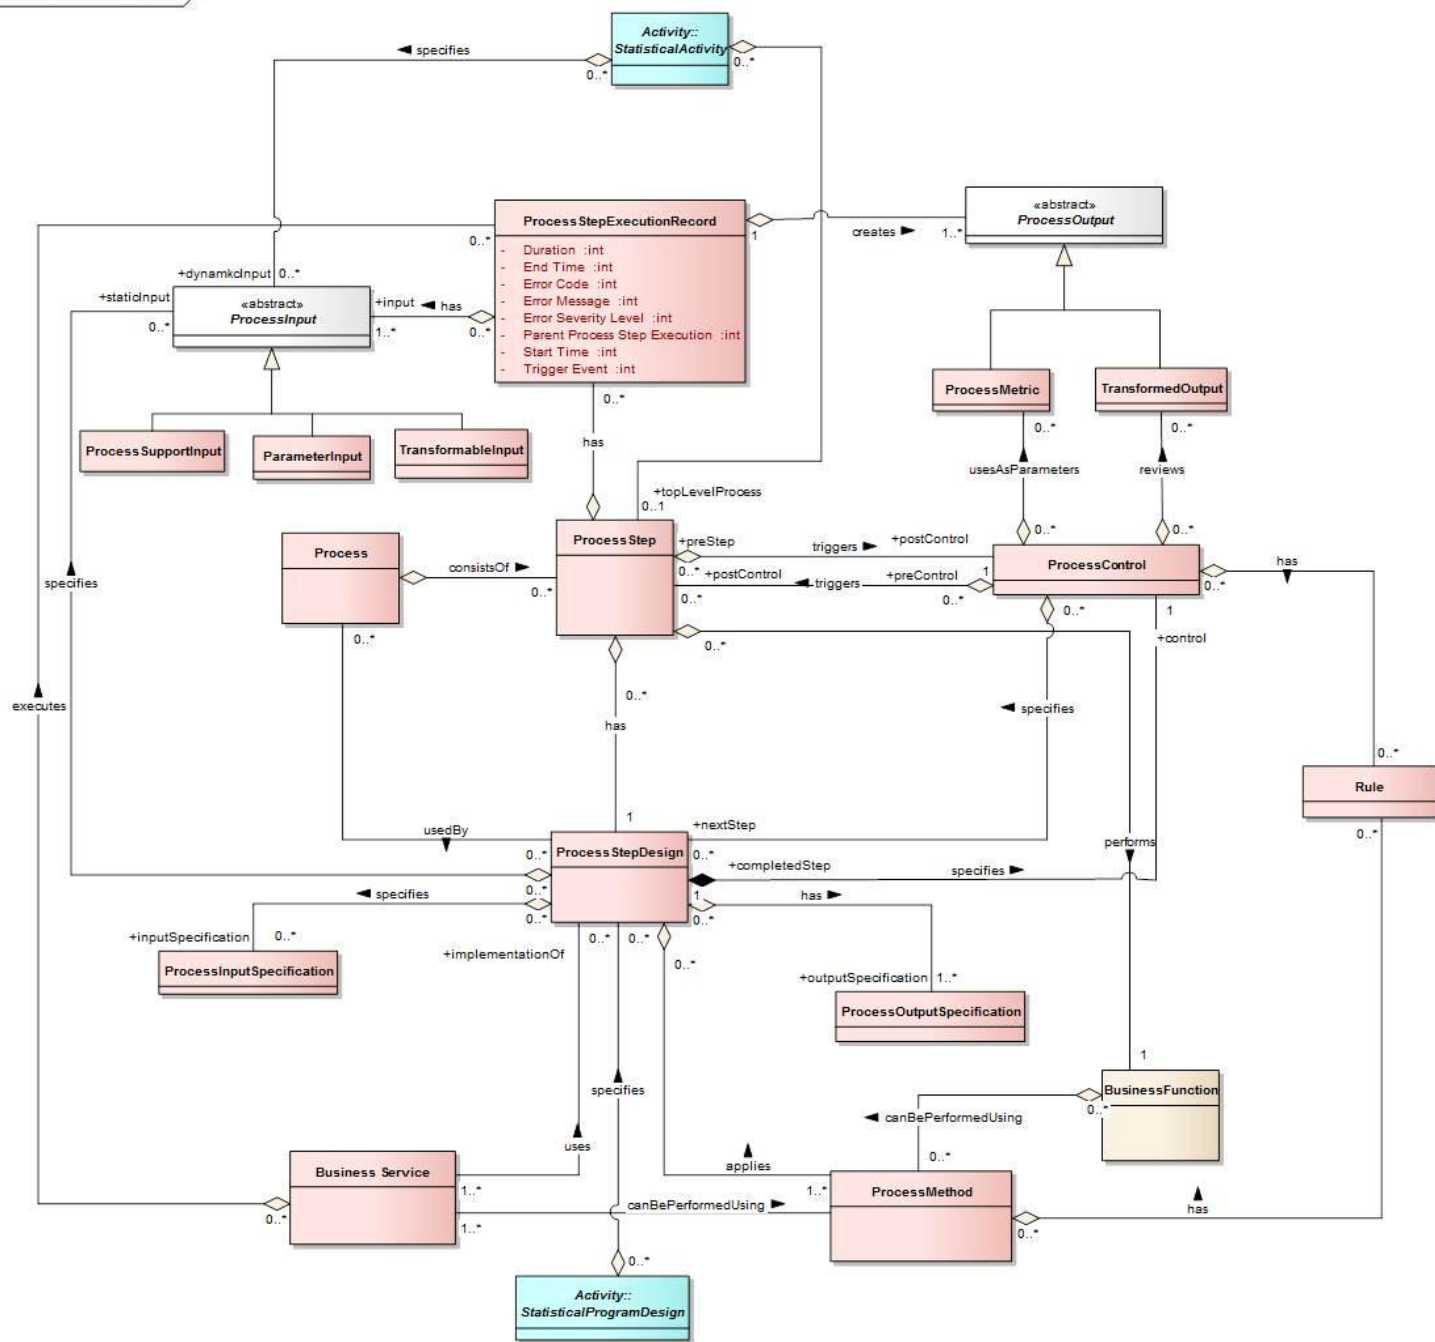 Activity::
StatisticalActivity
◄ specifies
0..*
0..*
ProcessStepExecutionRecord
- Duration :int
- End Time :int
- Error Code :int
- Error Message :int
- Error Severity Level :int
- Parent Process Step Execution :int
- Start Time :int
- Trigger Event :int
0..*
1
creates ►
1..*
«abstract»
ProcessOutput
+dynamkcInput 0..*
+staticInput
0..*
«abstract»
ProcessInput
+input ◄ has
1..*
0..*
0..*
ProcessMetric
TransformedOutput
0..*
0..*
ProcessSupportInput
ParameterInput
TransformableInput
has
usesAsParameters
reviews
+topLevelProcess
0..1
0..*
0..*
Process
ProcessStep
consistsOf ►
0..*
+preStep
0..*
triggers ►
+postControl
1
+postControl
0..*
◄ triggers
+preControl
0..*
ProcessControl
0..*
has
specifies
0..*
0..*
0..*
1
+control
0..*
has
◄ specifies
executes
0..*
Rule
0..*
1
usedBy
+nextStep
0..*
0..*
ProcessStepDesign
performs
+completedStep
1
specifies ►
0..*
◄ specifies
0..*
has ►
0..*
+inputSpecification
0..*
ProcessInputSpecification
+implementationOf
0..*
0..*
0..*
+outputSpecification
1..*
ProcessOutputSpecification
1
BusinessFunction
specifies
0..*
◄ canBePerformedUsing
0..*
uses
applies
Business Service
1..*
1..*
ProcessMethod
canBePerformedUsing ►
0..*
1..*
0..*
has
0..*
Activity::
StatisticalProgramDesign